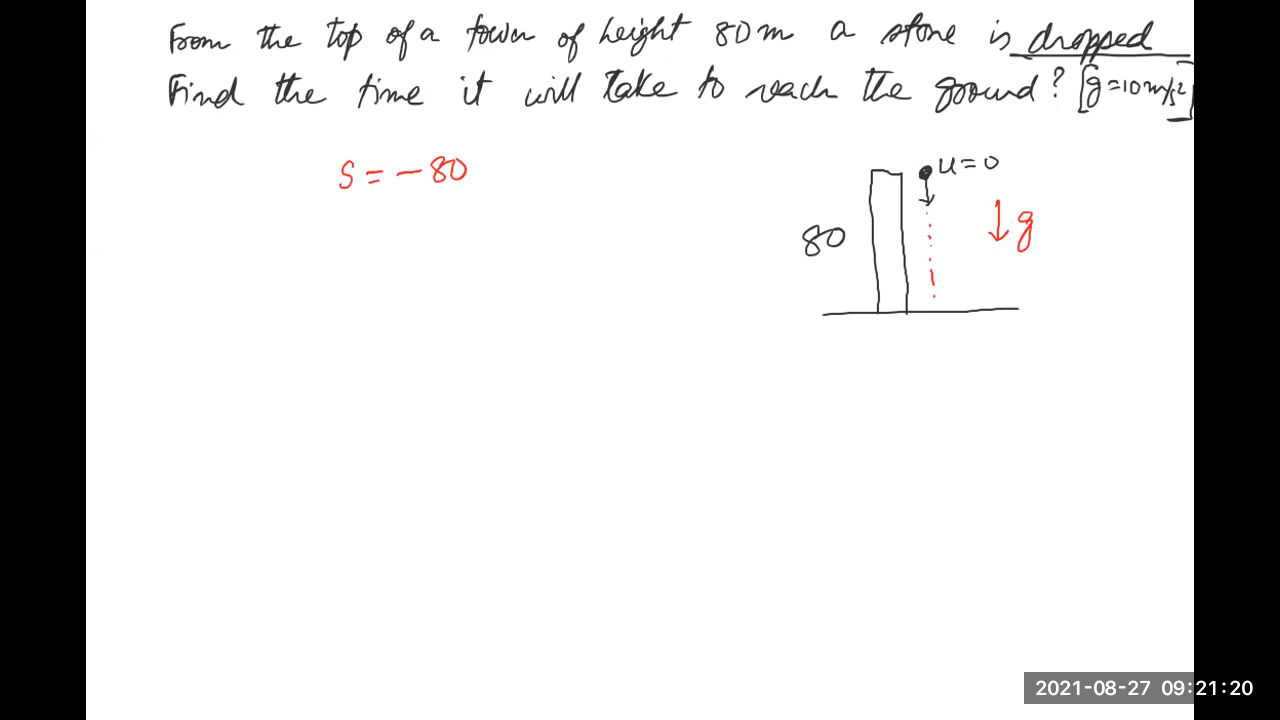 From the top of a tower of height 80m a stone is dropped
Find the time it will take to reach the ground? [g=10m/s²]
S = -80
u=0
80
↓g
2021-08-27 09:21:20